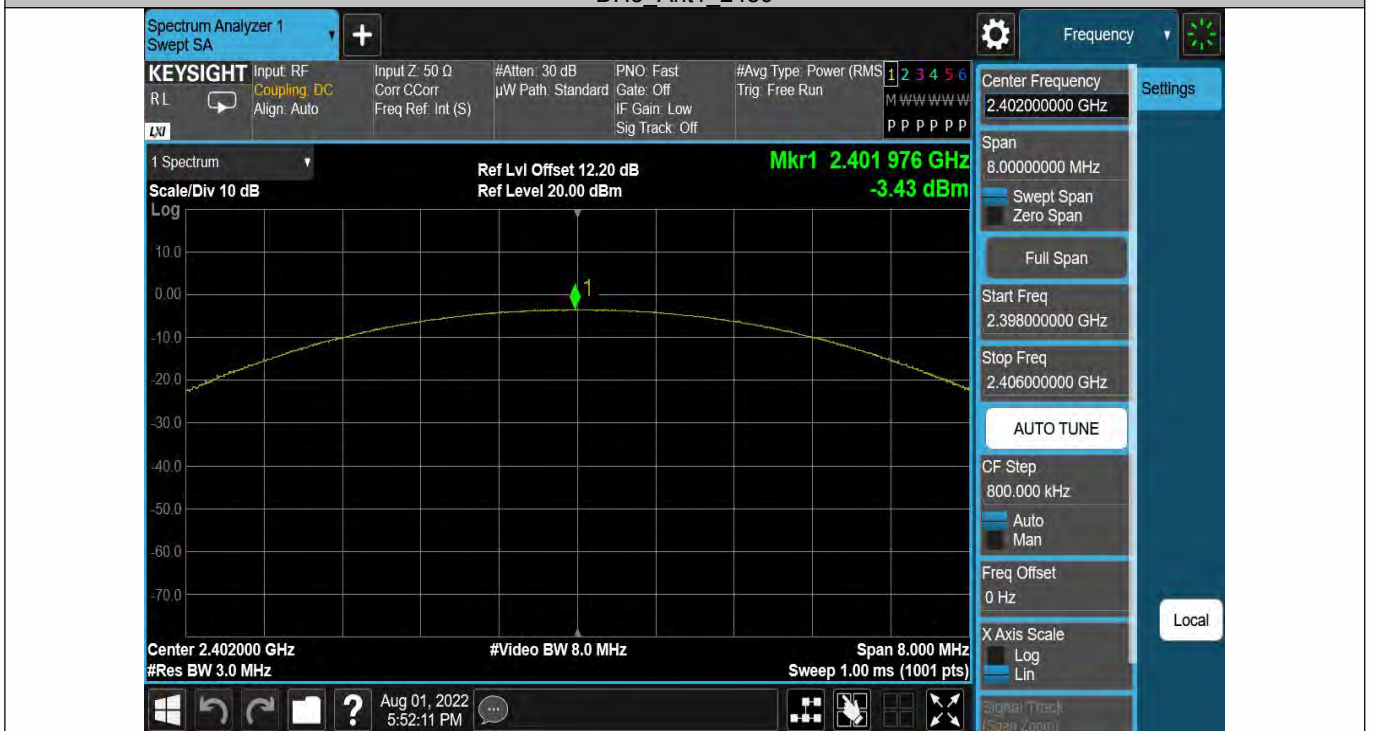 Spectrum Analyzer 1
Swept SA
Frequency
KEYSIGHT
R L
LXI
Input: RF
Coupling: DC
Align: Auto
Input Z: 50 Ω
Corr CCorr
Freq Ref: Int (S)
#Atten: 30 dB
µW Path: Standard
PNO: Fast
Gate: Off
IF Gain: Low
Sig Track: Off
#Avg Type: Power (RMS
Trig: Free Run
1 2 3 4 5 6
M W W W W W
P P P P P P
1 Spectrum
Scale/Div 10 dB
Log
Ref Lvl Offset 12.20 dB
Ref Level 20.00 dBm
Mkr1 2.401 976 GHz
-3.43 dBm
1
10.0
0.00
-10.0
-20.0
-30.0
-40.0
-50.0
-60.0
-70.0
Center 2.402000 GHz
#Res BW 3.0 MHz
#Video BW 8.0 MHz
Span 8.000 MHz
Sweep 1.00 ms (1001 pts)
Aug 01, 2022
5:52:11 PM
Center Frequency
2.402000000 GHz
Settings
Span
8.00000000 MHz
Swept Span
Zero Span
Full Span
Start Freq
2.398000000 GHz
Stop Freq
2.406000000 GHz
AUTO TUNE
CF Step
800.000 kHz
Auto
Man
Freq Offset
0 Hz
X Axis Scale
Log
Lin
Local
Signal Track
(Span Zoom)